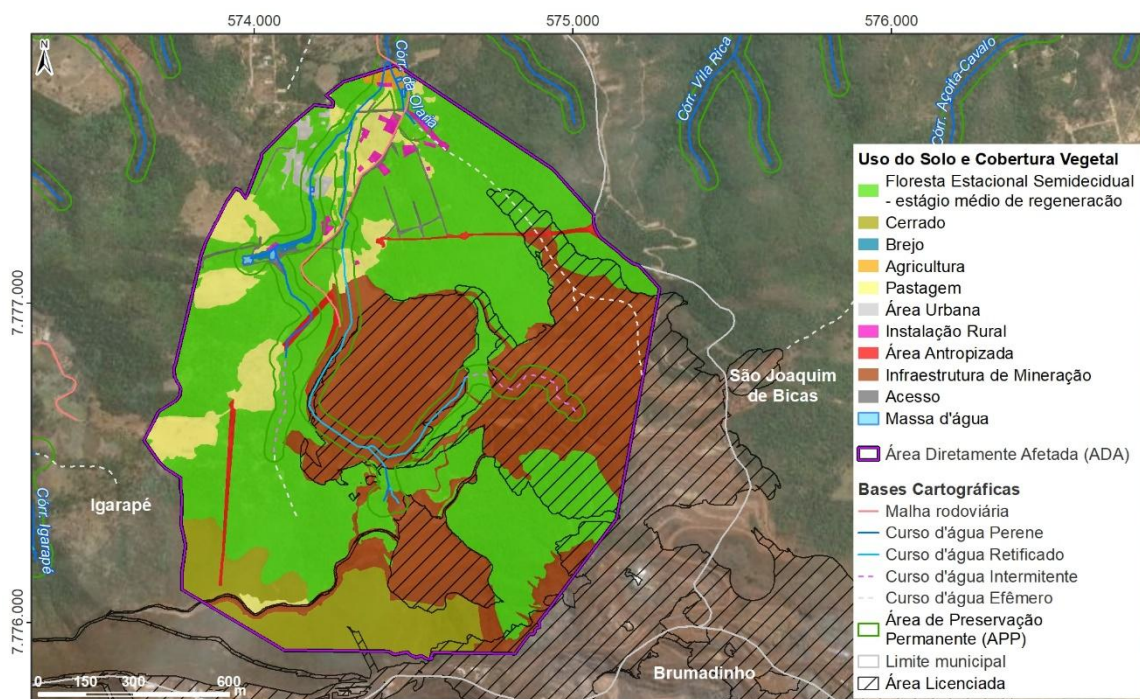 574.000
575.000
576.000
N
Córr. da Olaria
Córr. Vila Rica
Córr. Açoita-Cavalo
7.777.000
7.776.000
São Joaquim
de Bicas
Igarapé
Córr. Igarapé
Brumadinho
0 150 300 600
m
Uso do Solo e Cobertura Vegetal
Floresta Estacional Semidecidual
- estágio médio de regeneracão
Cerrado
Brejo
Agricultura
Pastagem
Área Urbana
Instalação Rural
Área Antropizada
Infraestrutura de Mineração
Acesso
Massa d'água
Área Diretamente Afetada (ADA)
Bases Cartográficas
Malha rodoviária
Curso d'água Perene
Curso d'água Retificado
Curso d'água Intermitente
Curso d'água Efêmero
Área de Preservação
Permanente (APP)
Limite municipal
Área Licenciada